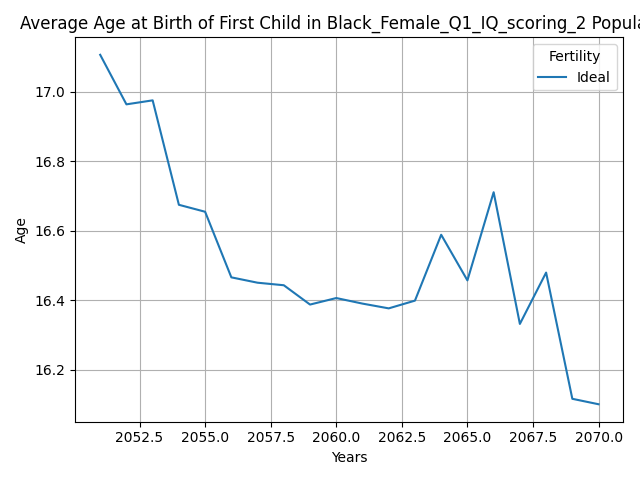 Average Age at Birth of First Child in Black_Female_Q1_IQ_scoring_2 Popula
Fertility
Ideal
17.0
16.8
16.6
16.4
16.2
Age
2052.5 2055.0 2057.5 2060.0 2062.5 2065.0 2067.5 2070.0
Years